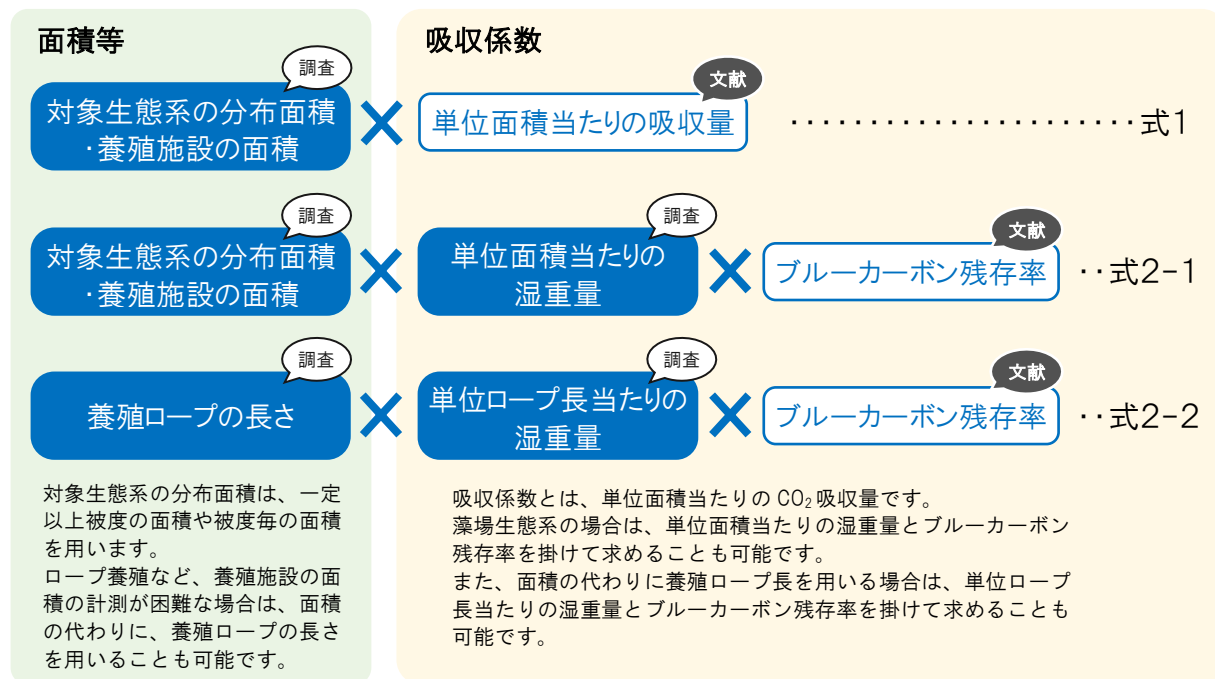 面積等
吸収係数
調査
文献
対象生態系の分布面積
・養殖施設の面積
×
単位面積当たりの吸収量
・・・・・・・・・・・・・・・・・・・・・・式1
調査
調査
文献
対象生態系の分布面積
・養殖施設の面積
×
単位面積当たりの
湿重量
×
ブルーカーボン残存率
・・式2-1
調査
調査
文献
養殖ロープの長さ
×
単位ロープ長当たりの
湿重量
×
ブルーカーボン残存率
・・式2-2
対象生態系の分布面積は、一定
以上被度の面積や被度毎の面積
を用います。
ロープ養殖など、養殖施設の面
積の計測が困難な場合は、面積
の代わりに、養殖ロープの長さ
を用いることも可能です。
吸収係数とは、単位面積当たりの CO₂ 吸収量です。
藻場生態系の場合は、単位面積当たりの湿重量とブルーカーボン
残存率を掛けて求めることも可能です。
また、面積の代わりに養殖ロープ長を用いる場合は、単位ロープ
長当たりの湿重量とブルーカーボン残存率を掛けて求めることも
可能です。